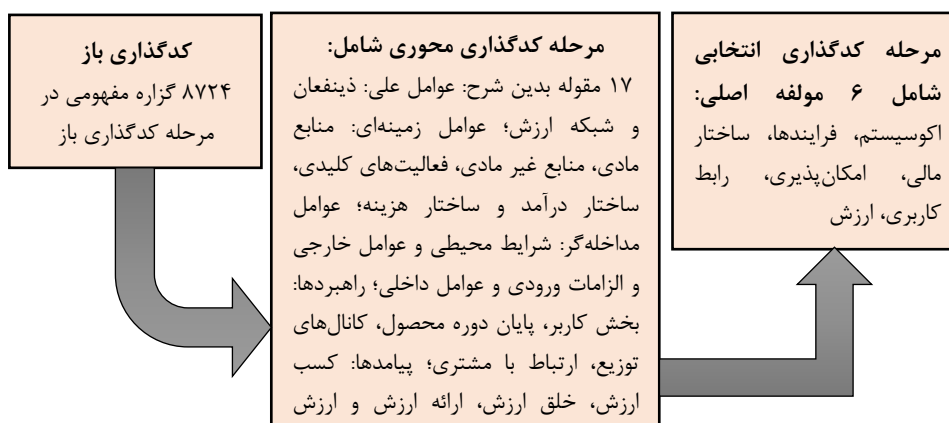 کدگذاری باز
۸۷۲۴ گزاره مفهومی در
مرحله کدگذاری باز
مرحله کدگذاری محوری شامل:
۱۷ مقوله بدین شرح: عوامل علی: ذینفعان
و شبکه ارزش؛ عوامل زمینه‌ای: منابع
مادی، منابع غیر مادی، فعالیت‌های کلیدی،
ساختار درآمد و ساختار هزینه؛ عوامل
مداخله‌گر: شرایط محیطی و عوامل خارجی
و الزامات ورودی و عوامل داخلی؛ راهبردها:
بخش کاربر، پایان دوره محصول، کانال‌های
توزیع، ارتباط با مشتری؛ پیامدها: کسب
ارزش، خلق ارزش، ارائه ارزش و ارزش
مرحله کدگذاری انتخابی
شامل ۶ مولفه اصلی:
اکوسیستم، فرایندها، ساختار
مالی، امکان‌پذیری، رابط
کاربری، ارزش